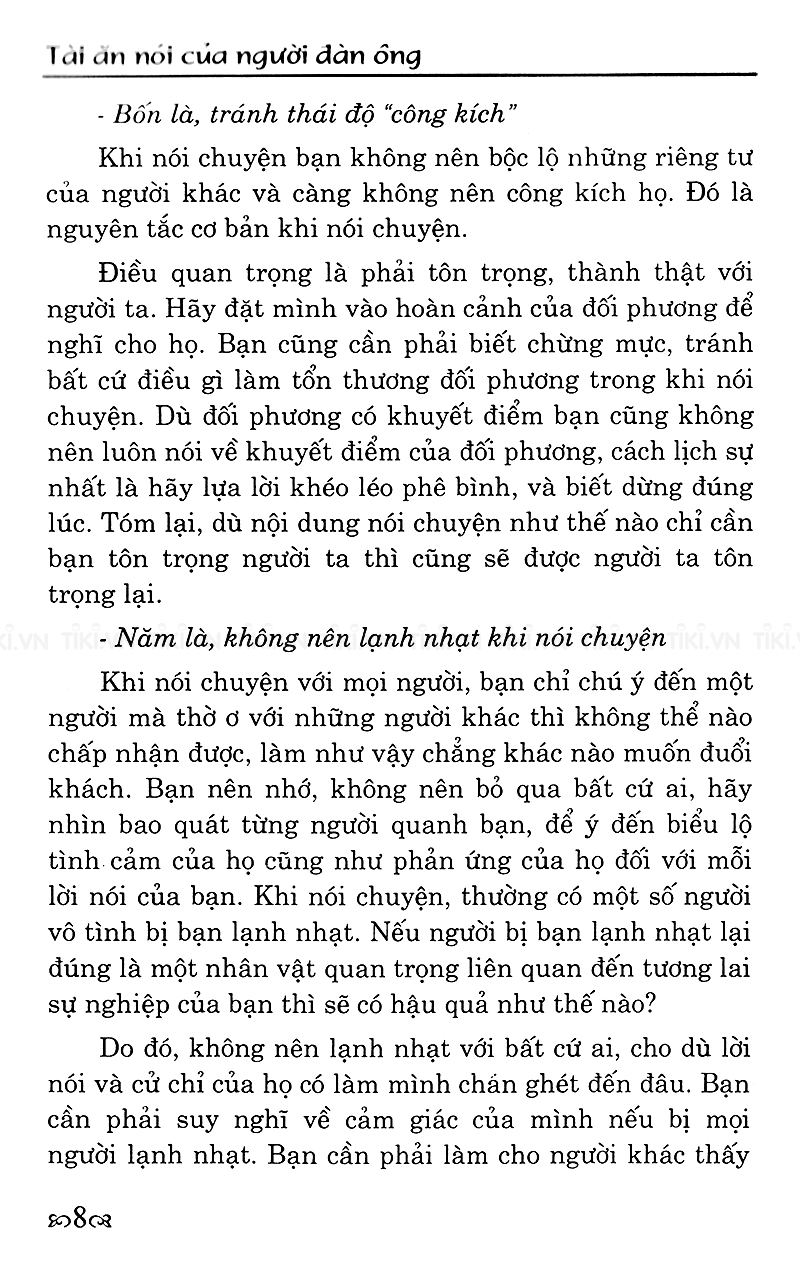 Tài ăn nói của người đàn ông
- Bốn là, tránh thái độ “công kích”
Khi nói chuyện bạn không nên bộc lộ những riêng tư
của người khác và càng không nên công kích họ. Đó là
nguyên tắc cơ bản khi nói chuyện.
Điều quan trọng là phải tôn trọng, thành thật với
người ta. Hãy đặt mình vào hoàn cảnh của đối phương để
nghĩ cho họ. Bạn cũng cần phải biết chừng mực, tránh
bất cứ điều gì làm tổn thương đối phương trong khi nói
chuyện. Dù đối phương có khuyết điểm bạn cũng không
nên luôn nói về khuyết điểm của đối phương, cách lịch sự
nhất là hãy lựa lời khéo léo phê bình, và biết dừng đúng
lúc. Tóm lại, dù nội dung nói chuyện như thế nào chỉ cần
bạn tôn trọng người ta thì cũng sẽ được người ta tôn
trọng lại.
- Năm là, không nên lạnh nhạt khi nói chuyện
Khi nói chuyện với mọi người, bạn chỉ chú ý đến một
người mà thờ ơ với những người khác thì không thể nào
chấp nhận được, làm như vậy chẳng khác nào muốn đuổi
khách. Bạn nên nhớ, không nên bỏ qua bất cứ ai, hãy
nhìn bao quát từng người quanh bạn, để ý đến biểu lộ
tình cảm của họ cũng như phản ứng của họ đối với mỗi
lời nói của bạn. Khi nói chuyện, thường có một số người
vô tình bị bạn lạnh nhạt. Nếu người bị bạn lạnh nhạt lại
đúng là một nhân vật quan trọng liên quan đến tương lai
sự nghiệp của bạn thì sẽ có hậu quả như thế nào?
Do đó, không nên lạnh nhạt với bất cứ ai, cho dù lời
nói và cử chỉ của họ có làm mình chán ghét đến đâu. Bạn
cần phải suy nghĩ về cảm giác của mình nếu bị mọi
người lạnh nhạt. Bạn cần phải làm cho người khác thấy
8